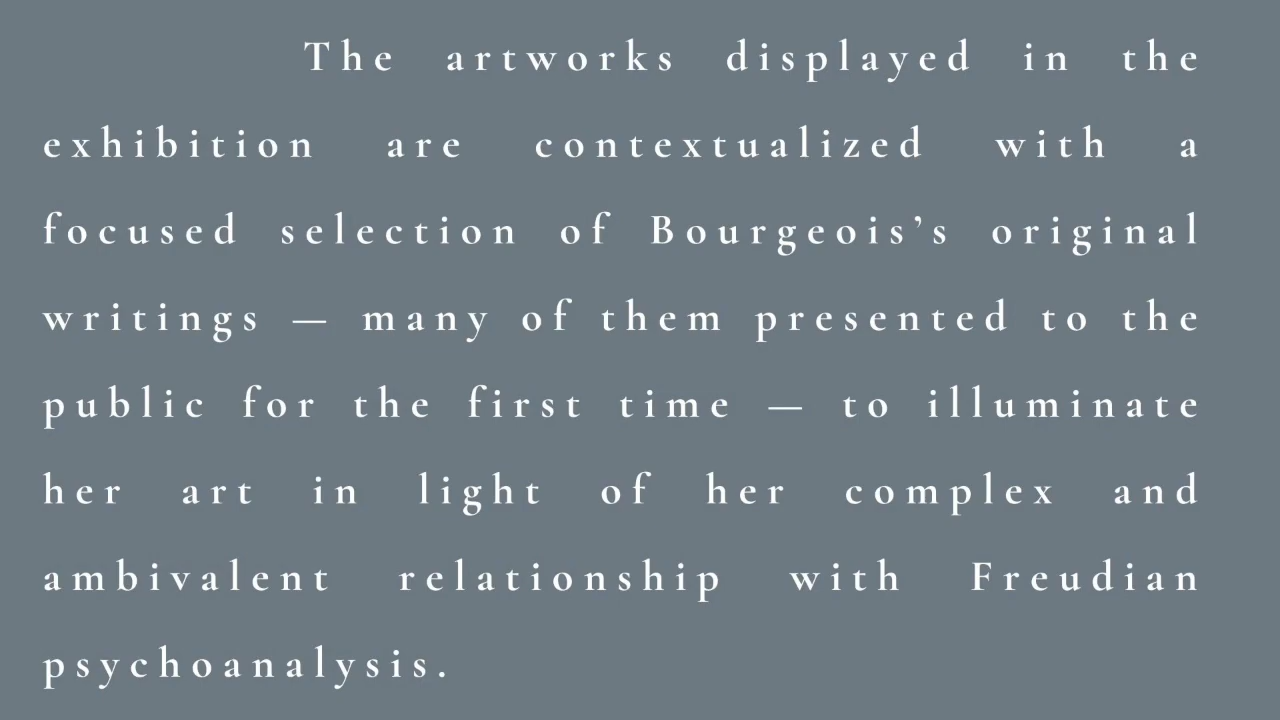 The artworks displayed in the
exhibition are contextualized with a
focused selection of Bourgeois’s original
writings — many of them presented to the
public for the first time — to illuminate
her art in light of her complex and
ambivalent relationship with Freudian
psychoanalysis.